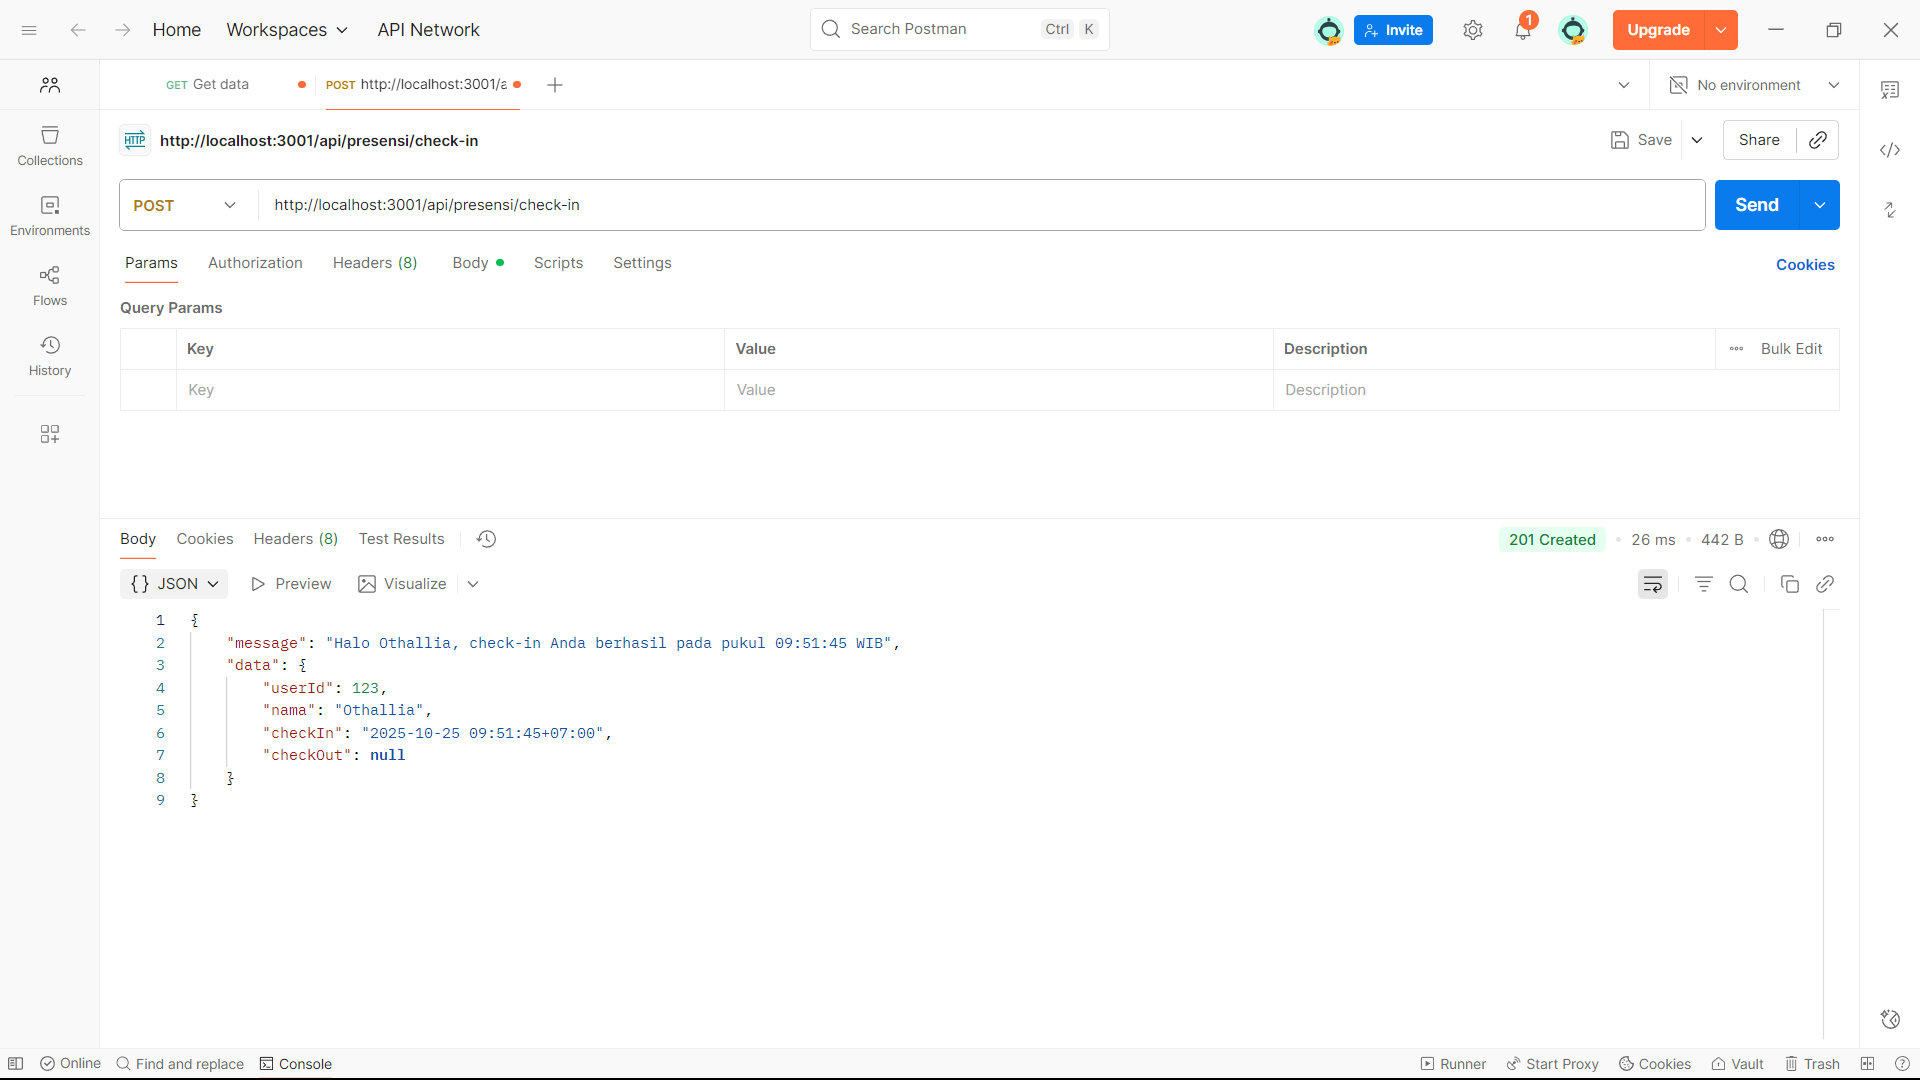 Home
Workspaces
API Network
Search Postman
Ctrl K
Invite
1
Upgrade
GET Get data
POST http://localhost:3001/a
No environment
HTTP http://localhost:3001/api/presensi/check-in
Save
Share
Collections
Environments
Flows
History
POST
http://localhost:3001/api/presensi/check-in
Send
Params
Authorization
Headers (8)
Body
Scripts
Settings
Cookies
Query Params
Key
Value
Description
Bulk Edit
Key
Value
Description
Body
Cookies
Headers (8)
Test Results
201 Created
26 ms
442 B
{} JSON
Preview
Visualize
1 {
2 "message": "Halo Othallia, check-in Anda berhasil pada pukul 09:51:45 WIB",
3 "data": {
4 "userId": 123,
5 "nama": "Othallia",
6 "checkIn": "2025-10-25 09:51:45+07:00",
7 "checkOut": null
8 }
9 }
Online
Find and replace
Console
Runner
Start Proxy
Cookies
Vault
Trash